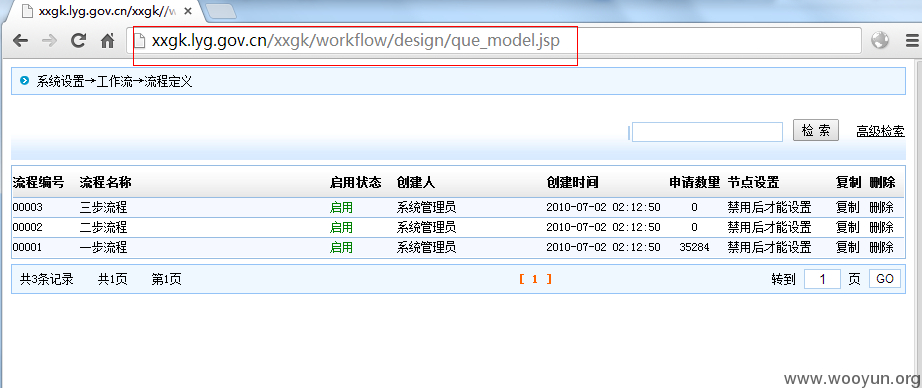 xxgk.lyg.gov.cn/xxgk//w
xxgk.lyg.gov.cn/xxgk/workflow/design/que_model.jsp
系统设置→工作流→流程定义
检 索 高级检索
流程编号 流程名称 启用状态 创建人 创建时间 申请数量 节点设置 复制 删除
00003 三步流程 启用 系统管理员 2010-07-02 02:12:50 0 禁用后才能设置 复制 删除
00002 二步流程 启用 系统管理员 2010-07-02 02:12:50 0 禁用后才能设置 复制 删除
00001 一步流程 启用 系统管理员 2010-07-02 02:12:50 35284 禁用后才能设置 复制 删除
共3条记录 共1页 第1页 [ 1 ] 转到 1 页 GO
www.wooyun.org